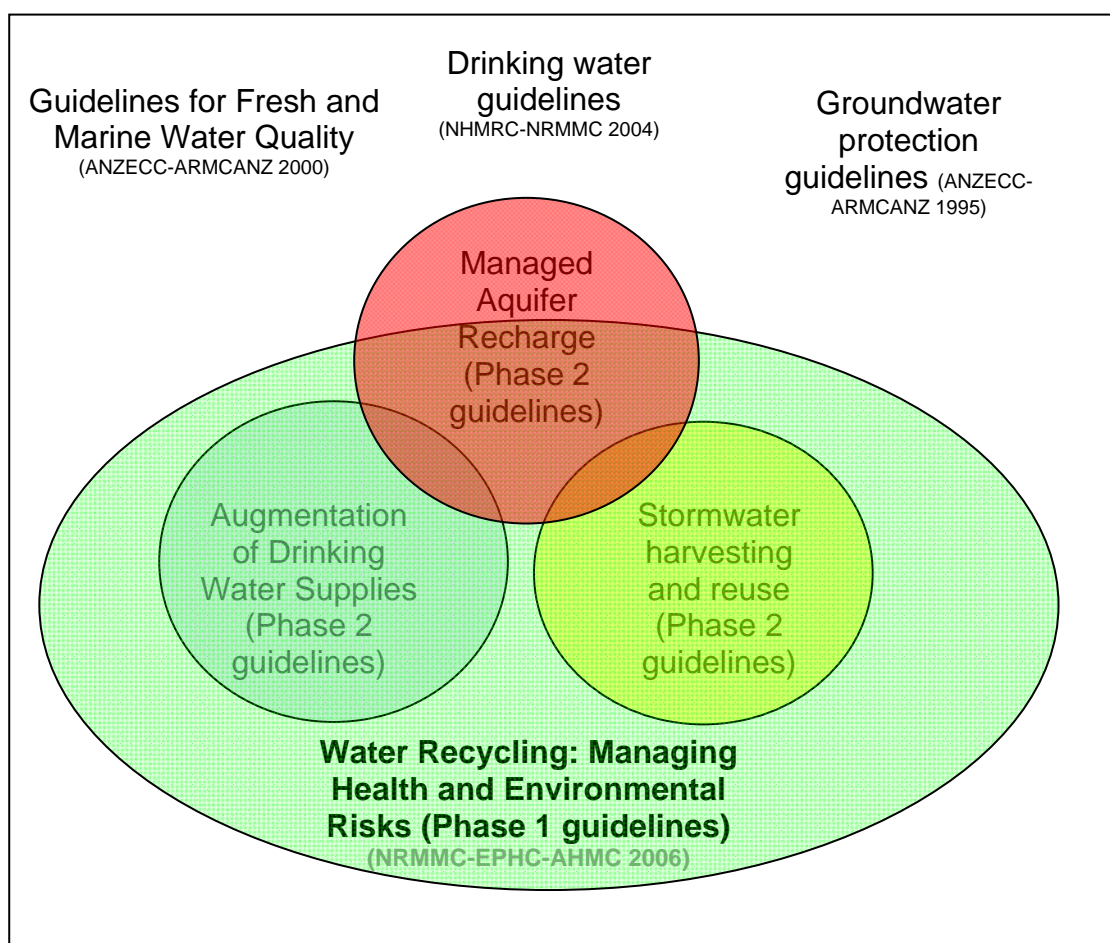 Guidelines for Fresh and
Marine Water Quality
(ANZECC-ARMCANZ 2000)
Drinking water
guidelines
(NHMRC-NRMMC 2004)
Groundwater
protection
guidelines (ANZECC-
ARMCANZ 1995)
Managed
Aquifer
Recharge
(Phase 2
guidelines)
Augmentation
of Drinking
Water Supplies
(Phase 2
guidelines)
Stormwater
harvesting
and reuse
(Phase 2
guidelines)
Water Recycling: Managing
Health and Environmental
Risks (Phase 1 guidelines)
(NRMMC-EPHC-AHMC 2006)